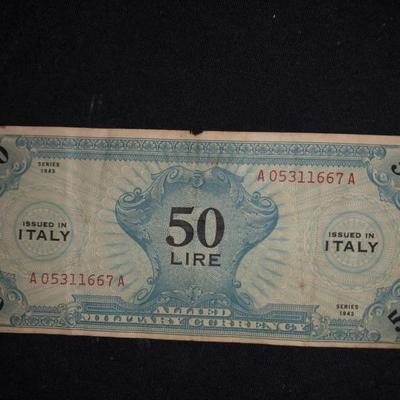 SERIES
1943
A 05311667 A
ISSUED IN
ITALY
50
LIRE
ISSUED IN
ITALY
A 05311667 A
SERIES
1943
ALLIED
MILITARY CURRENCY